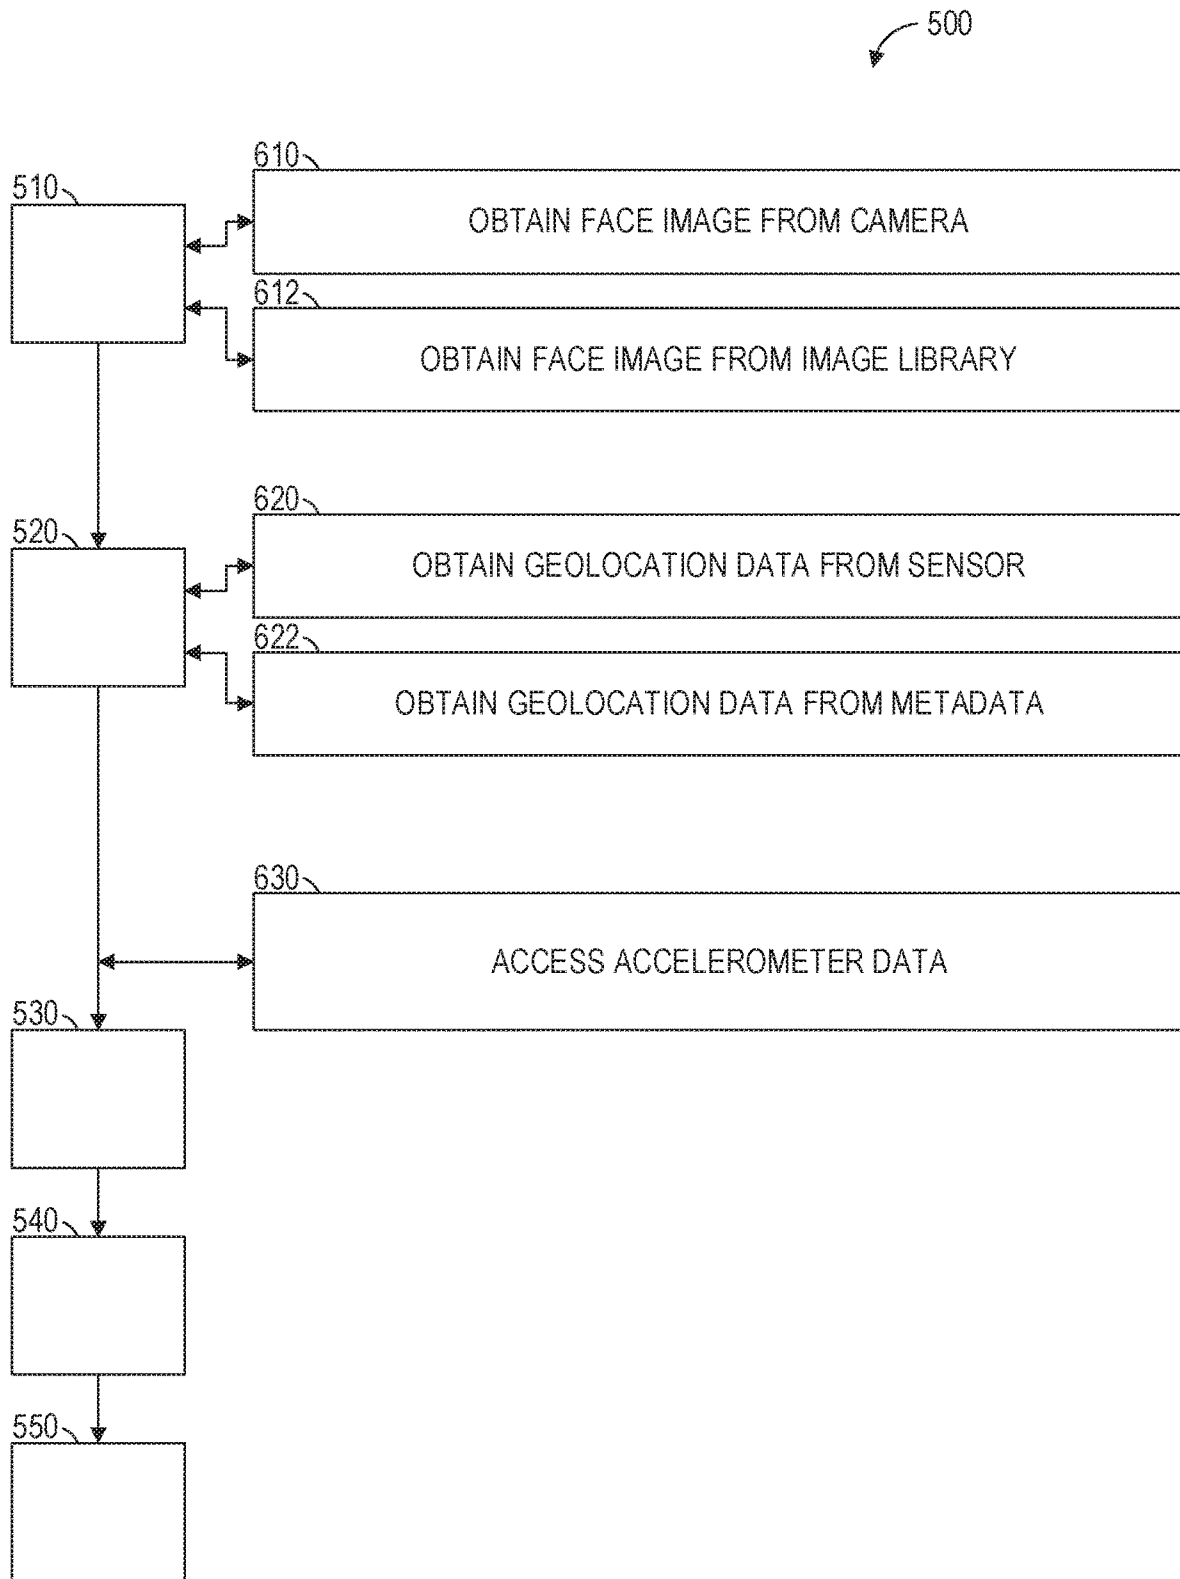 500
610
OBTAIN FACE IMAGE FROM CAMERA
510
612
OBTAIN FACE IMAGE FROM IMAGE LIBRARY
620
OBTAIN GEOLOCATION DATA FROM SENSOR
520
622
OBTAIN GEOLOCATION DATA FROM METADATA
630
ACCESS ACCELEROMETER DATA
530
540
550